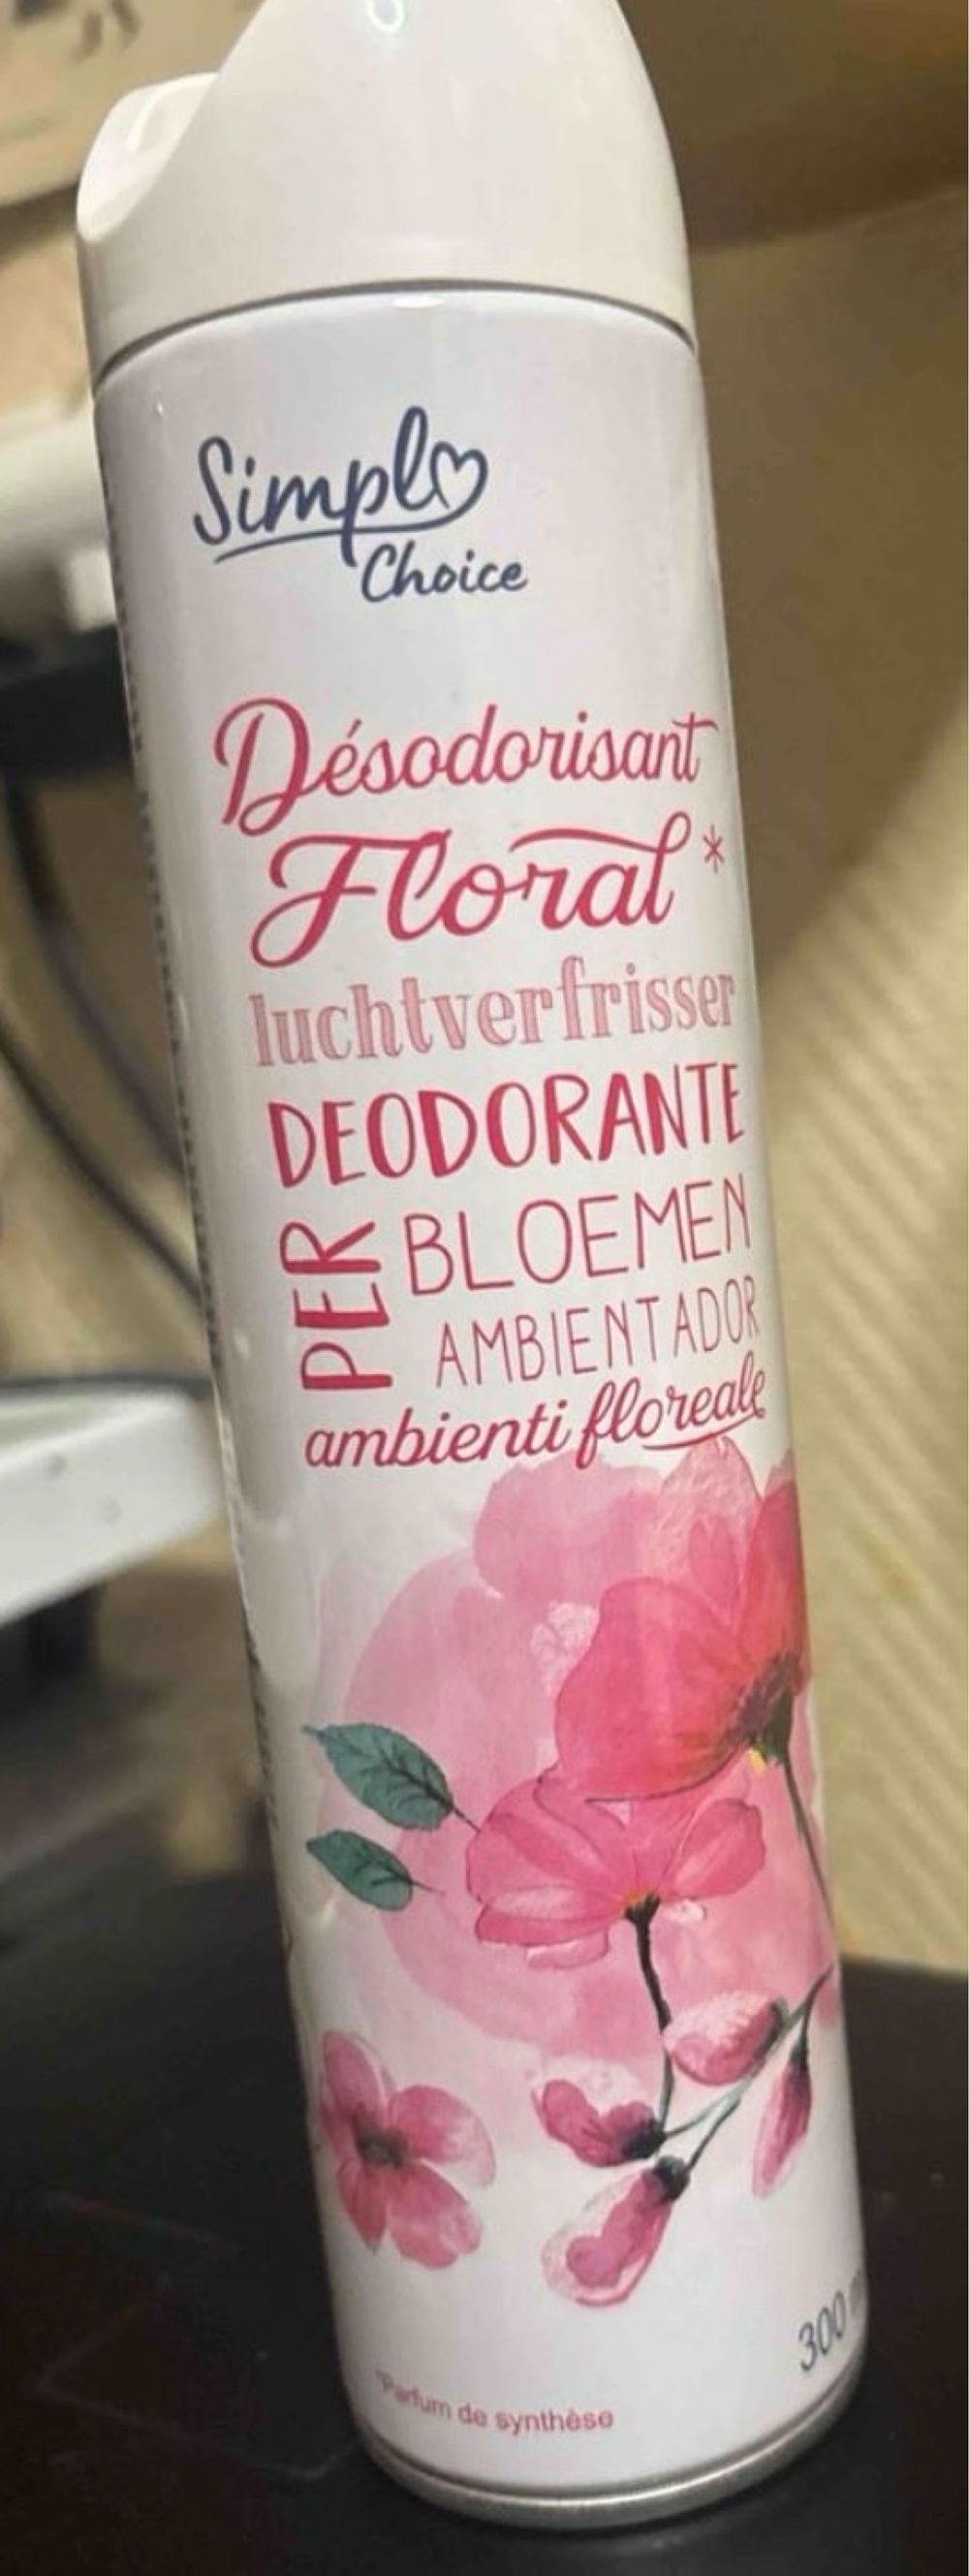 Simpl
Choice
Désodorisant
Floral*
luchtverfrisser
DEODORANTE
PER BLOEMEN
AMBIENTADOR
ambienti floreale
300
*Parfum de synthèse